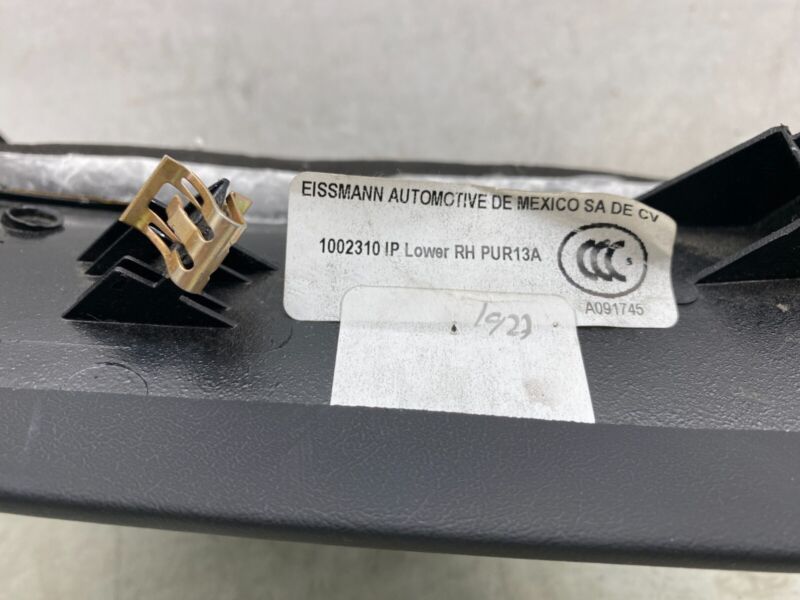 EISSMANN AUTOMOTIVE DE MEXICO SA DE CV
1002310 IP Lower RH PUR13A
CCC
A091745